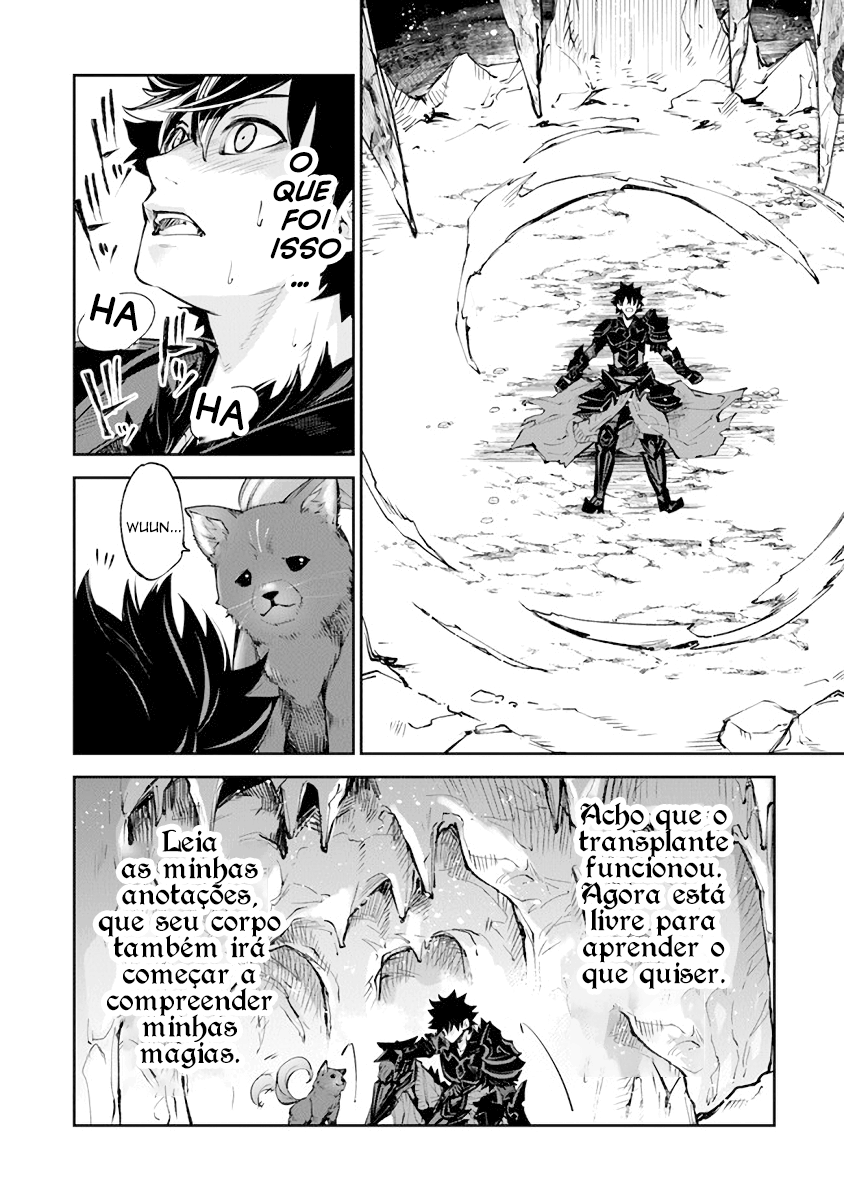 O
QUE
FOI
ISSO
...
HA
HA
WUUN...
Acho que o
transplante
funcionou.
Agora está
livre para
aprender o
que quiser.
Leia
as minhas
anotações,
que seu corpo
também irá
começar a
compreender
minhas
magias.